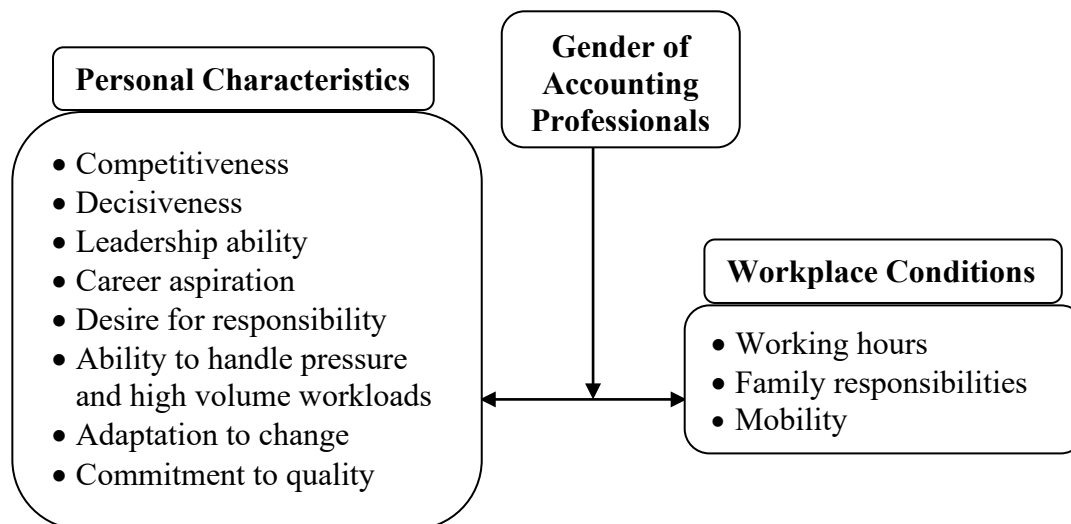 Personal Characteristics
• Competitiveness
• Decisiveness
• Leadership ability
• Career aspiration
• Desire for responsibility
• Ability to handle pressure
and high volume workloads
• Adaptation to change
• Commitment to quality
Gender of
Accounting
Professionals
Workplace Conditions
• Working hours
• Family responsibilities
• Mobility